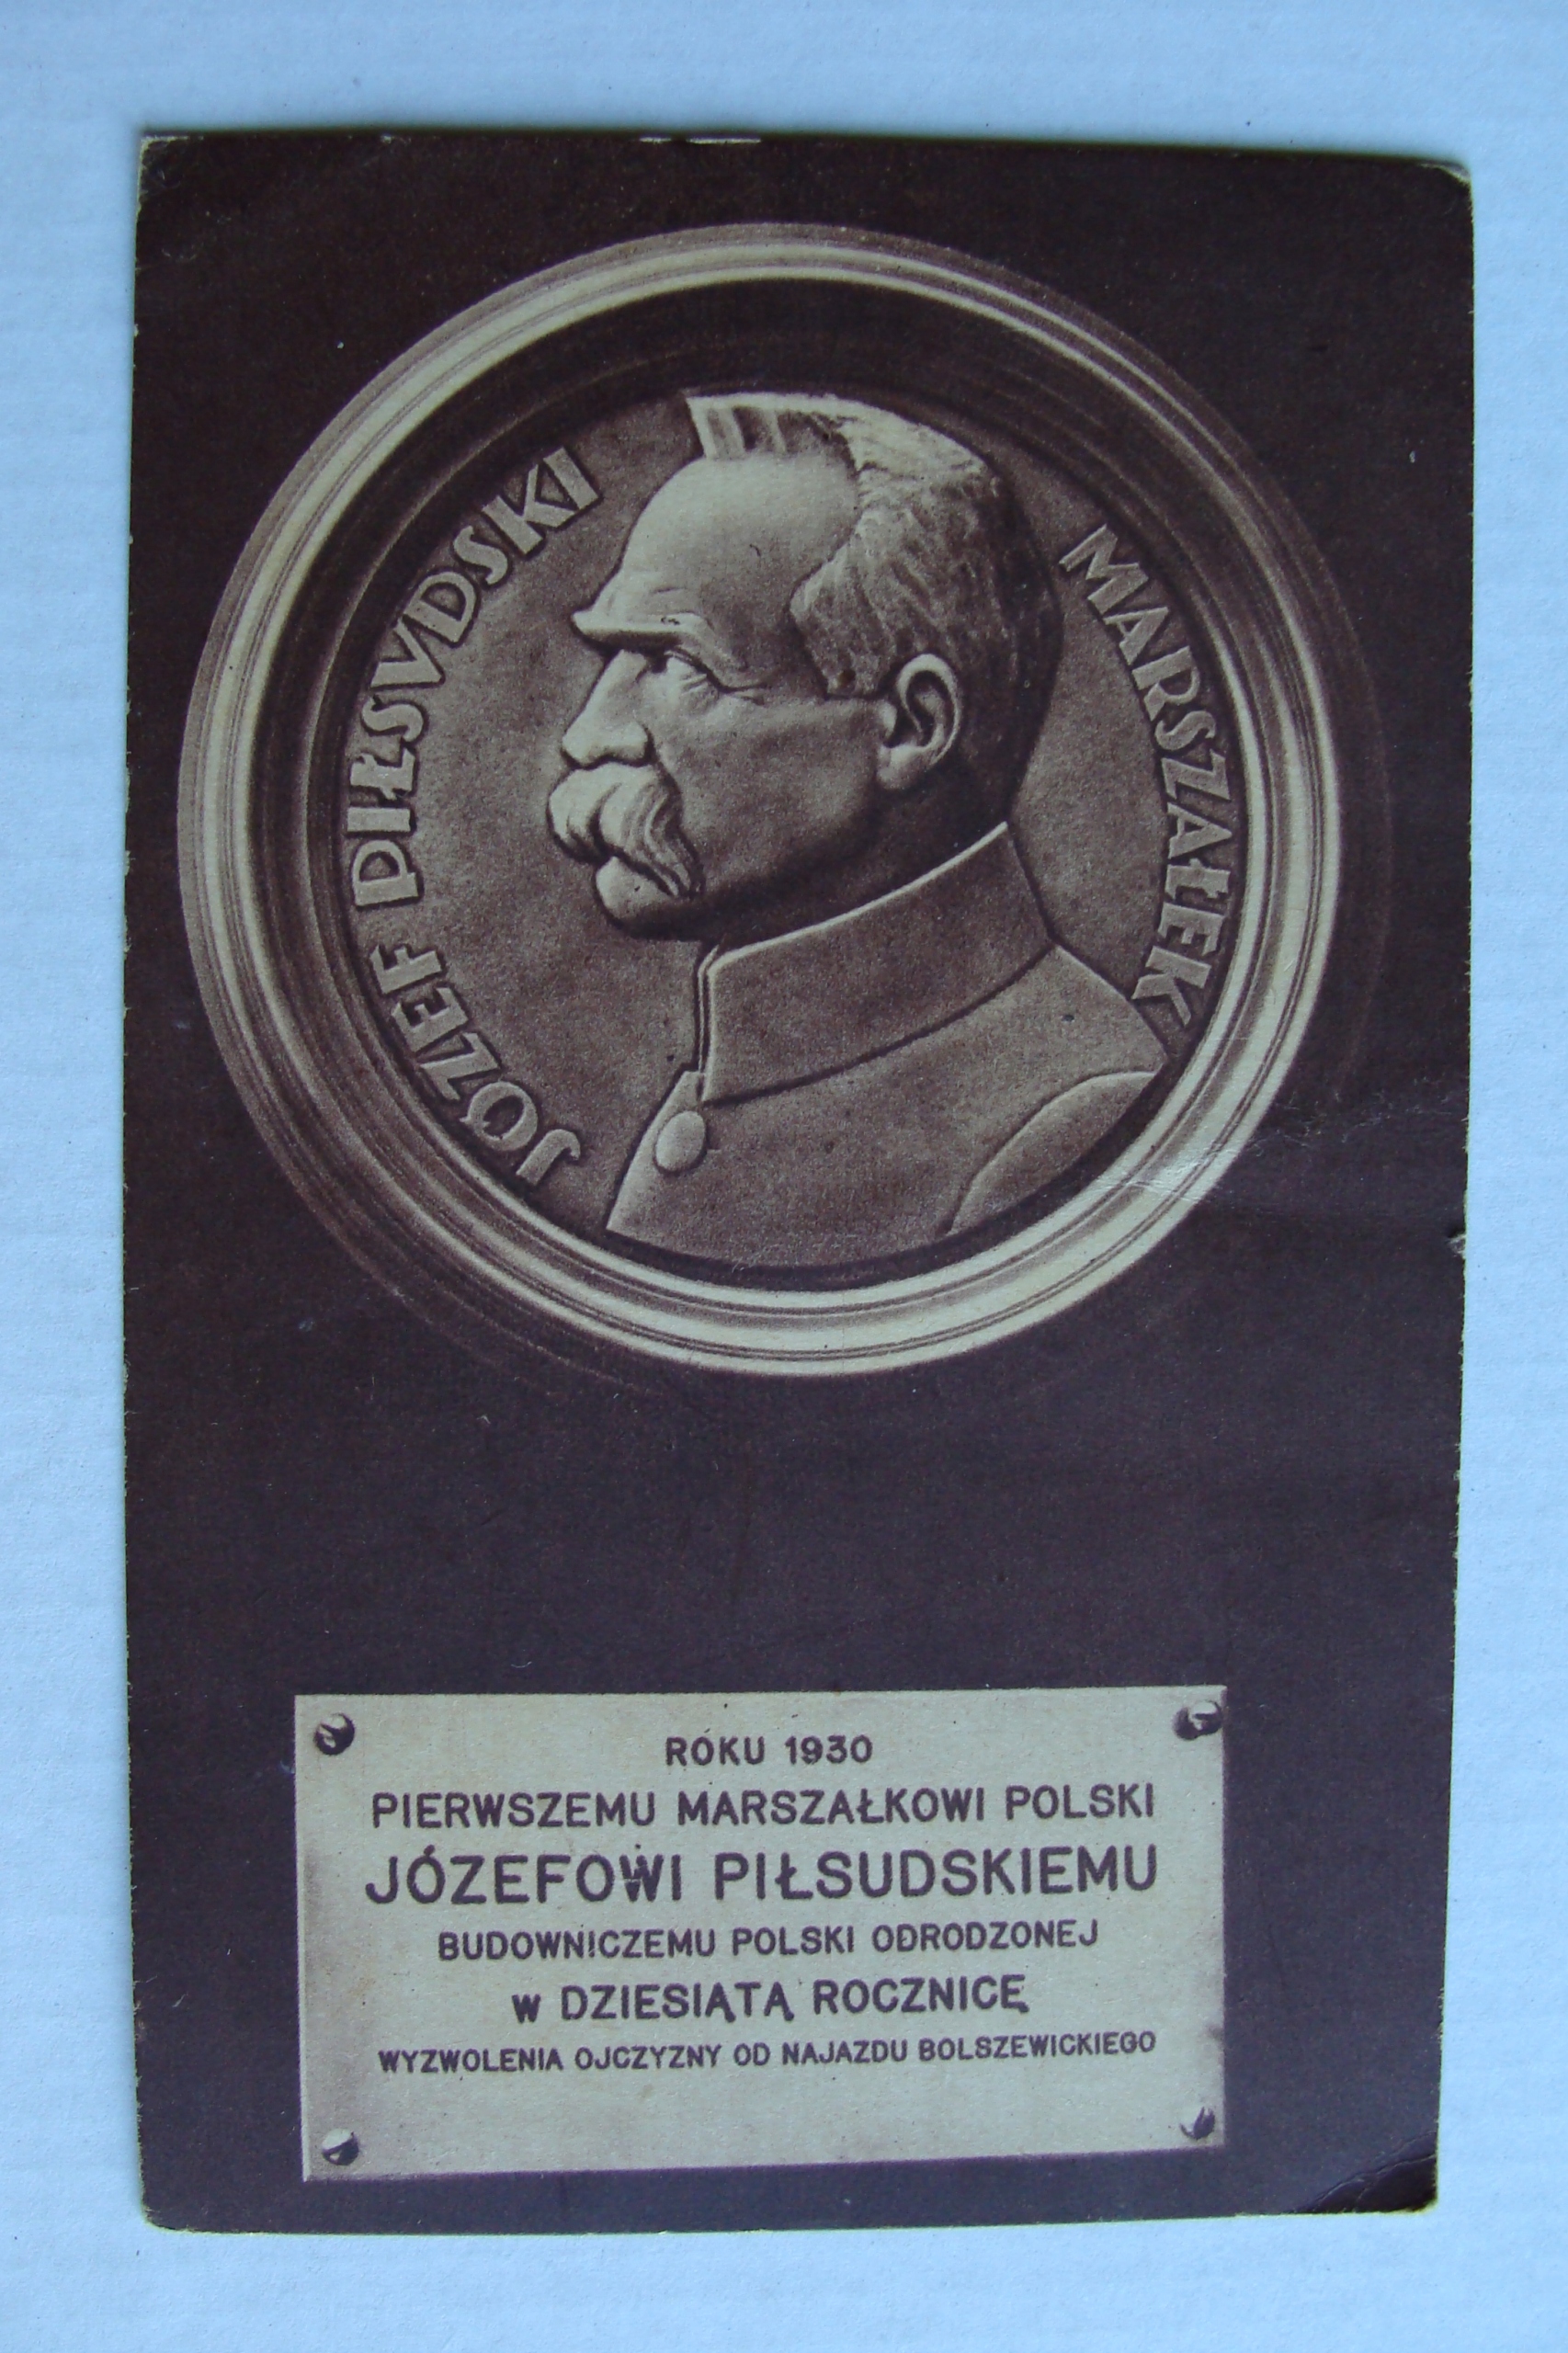 JÓZEF PIŁSVDSKI
MARSZAŁEK
ROKU 1930
PIERWSZEMU MARSZAŁKOWI POLSKI
JÓZEFOWI PIŁSUDSKIEMU
BUDOWNICZEMU POLSKI ODRODZONEJ
w DZIESIĄTĄ ROCZNICĘ
WYZWOLENIA OJCZYZNY OD NAJAZDU BOLSZEWICKIEGO